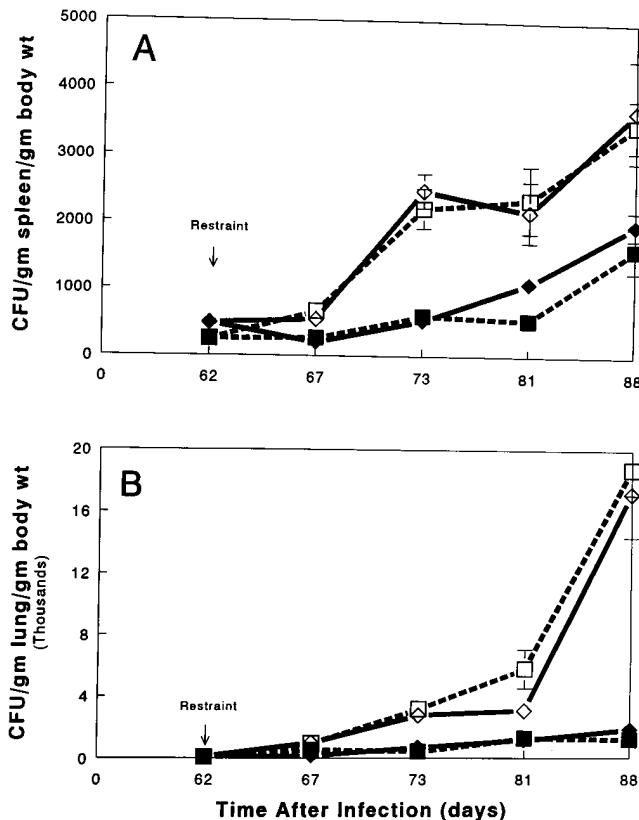 A
CFU/gm spleen/gm body wt
5000
4000
3000
2000
1000
0
Restraint
0 62 67 73 81 88
B
CFU/gm lung/gm body wt
(Thousands)
20
16
12
8
4
0
Restraint
0 62 67 73 81 88
Time After Infection (days)